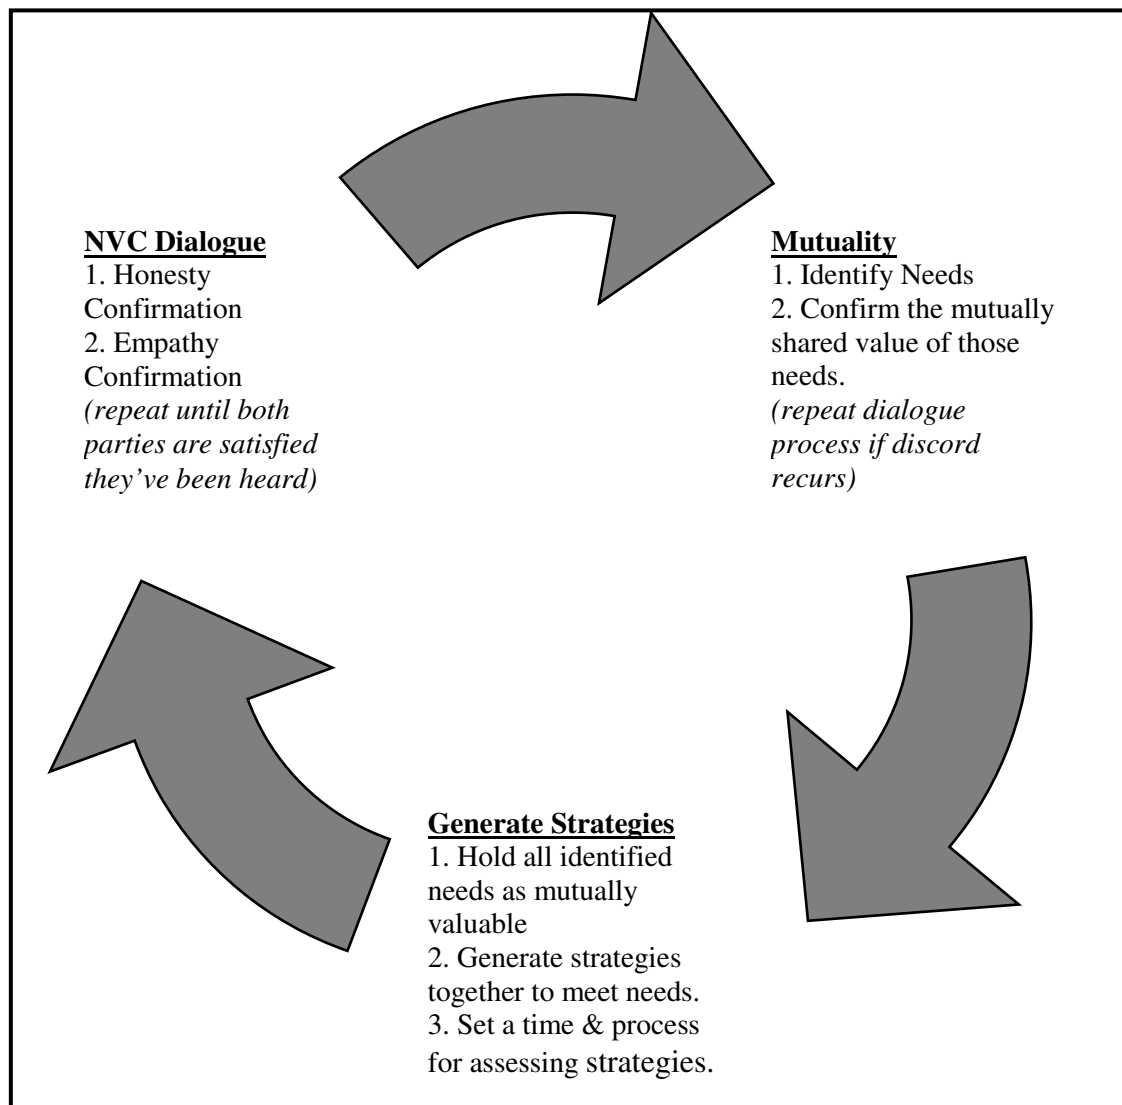 NVC Dialogue
1. Honesty
Confirmation
2. Empathy
Confirmation
(repeat until both
parties are satisfied
they’ve been heard)
Mutuality
1. Identify Needs
2. Confirm the mutually
shared value of those
needs.
(repeat dialogue
process if discord
recurs)
Generate Strategies
1. Hold all identified
needs as mutually
valuable
2. Generate strategies
together to meet needs.
3. Set a time & process
for assessing strategies.